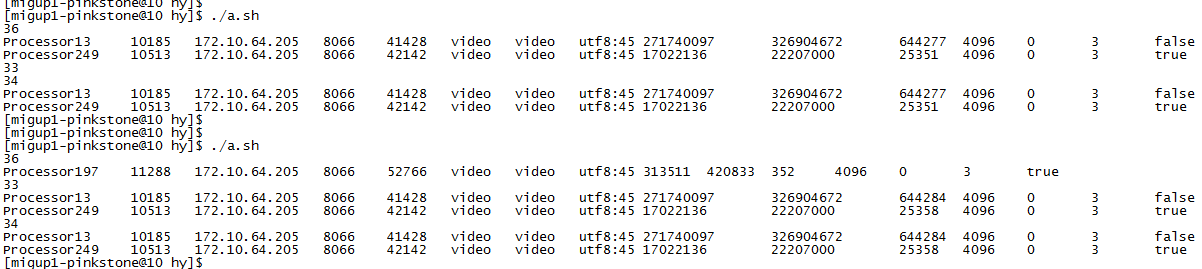 [migup1-pinkstone@10 hy]$
[migup1-pinkstone@10 hy]$ ./a.sh
36
Processor13 10185 172.10.64.205 8066 41428 video video utf8:45 271740097 326904672 644277 4096 0 3 false
Processor249 10513 172.10.64.205 8066 42142 video video utf8:45 17022136 22207000 25351 4096 0 3 true
33
34
Processor13 10185 172.10.64.205 8066 41428 video video utf8:45 271740097 326904672 644277 4096 0 3 false
Processor249 10513 172.10.64.205 8066 42142 video video utf8:45 17022136 22207000 25351 4096 0 3 true
[migup1-pinkstone@10 hy]$
[migup1-pinkstone@10 hy]$
[migup1-pinkstone@10 hy]$ ./a.sh
36
Processor197 11288 172.10.64.205 8066 52766 video video utf8:45 313511 420833 352 4096 0 3 true
33
Processor13 10185 172.10.64.205 8066 41428 video video utf8:45 271740097 326904672 644284 4096 0 3 false
Processor249 10513 172.10.64.205 8066 42142 video video utf8:45 17022136 22207000 25358 4096 0 3 true
34
Processor13 10185 172.10.64.205 8066 41428 video video utf8:45 271740097 326904672 644284 4096 0 3 false
Processor249 10513 172.10.64.205 8066 42142 video video utf8:45 17022136 22207000 25358 4096 0 3 true
[migup1-pinkstone@10 hy]$